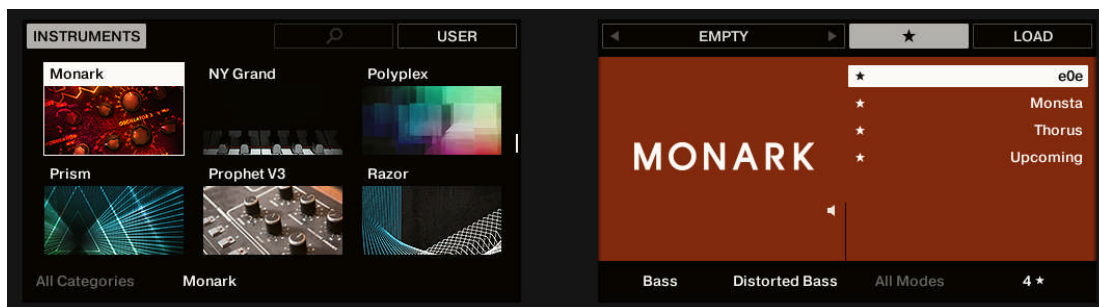 INSTRUMENTS USER
Monark NY Grand Polyplex
OSCILLATORS
Prism Prophet V3 Razor
All Categories Monark
EMPTY ★ LOAD
MONARK
★ e0e
★ Monsta
★ Thorus
★ Upcoming
Bass Distorted Bass All Modes 4 ★